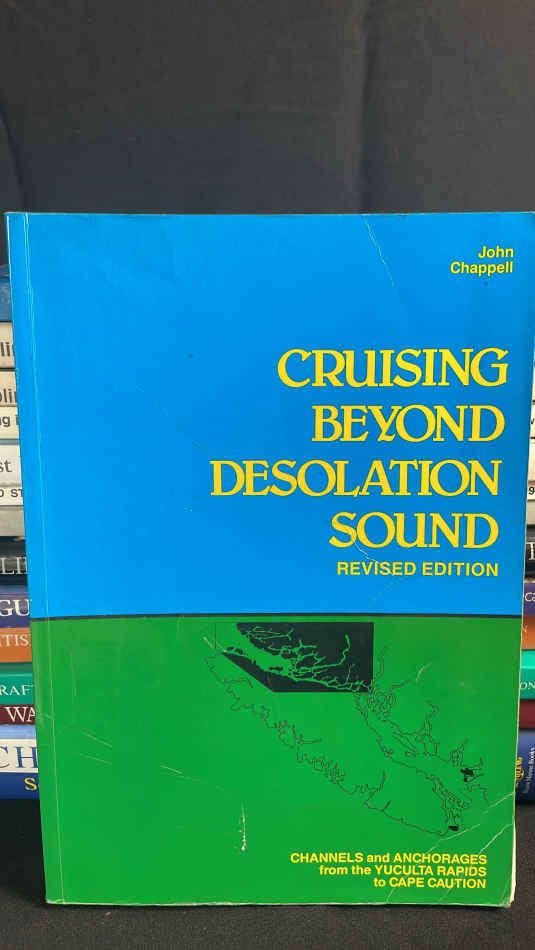 John
Chappell
CRUISING
BEYOND
DESOLATION
SOUND
REVISED EDITION
CHANNELS and ANCHORAGES
from the YUCULTA RAPIDS
to CAPE CAUTION